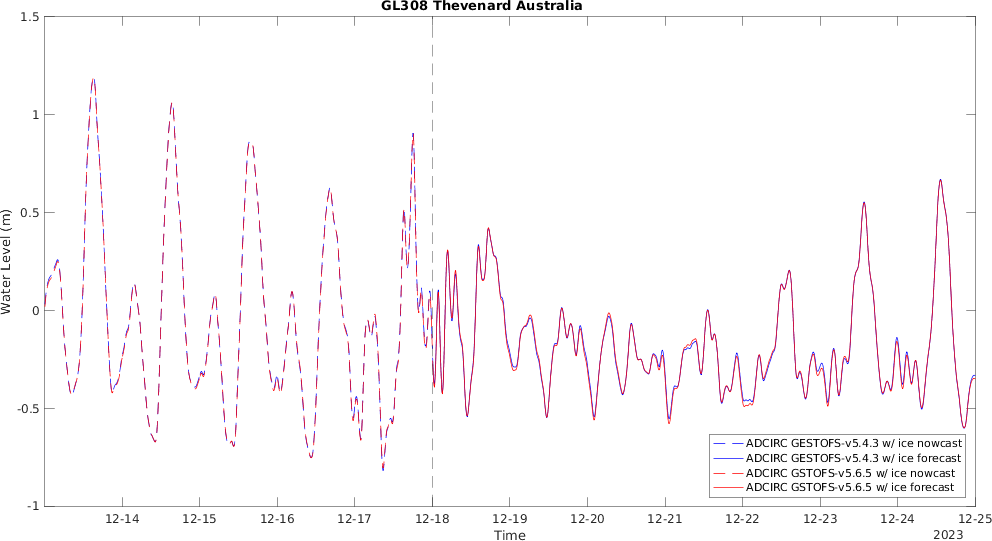 GL308 Thevenard Australia
1.5
1
0.5
0
-0.5
-1
Water Level (m)
12-14 12-15 12-16 12-17 12-18 12-19 12-20 12-21 12-22 12-23 12-24 12-25
Time
2023
ADCIRC GESTOFS-v5.4.3 w/ ice nowcast
ADCIRC GESTOFS-v5.4.3 w/ ice forecast
ADCIRC GSTOFS-v5.6.5 w/ ice nowcast
ADCIRC GSTOFS-v5.6.5 w/ ice forecast